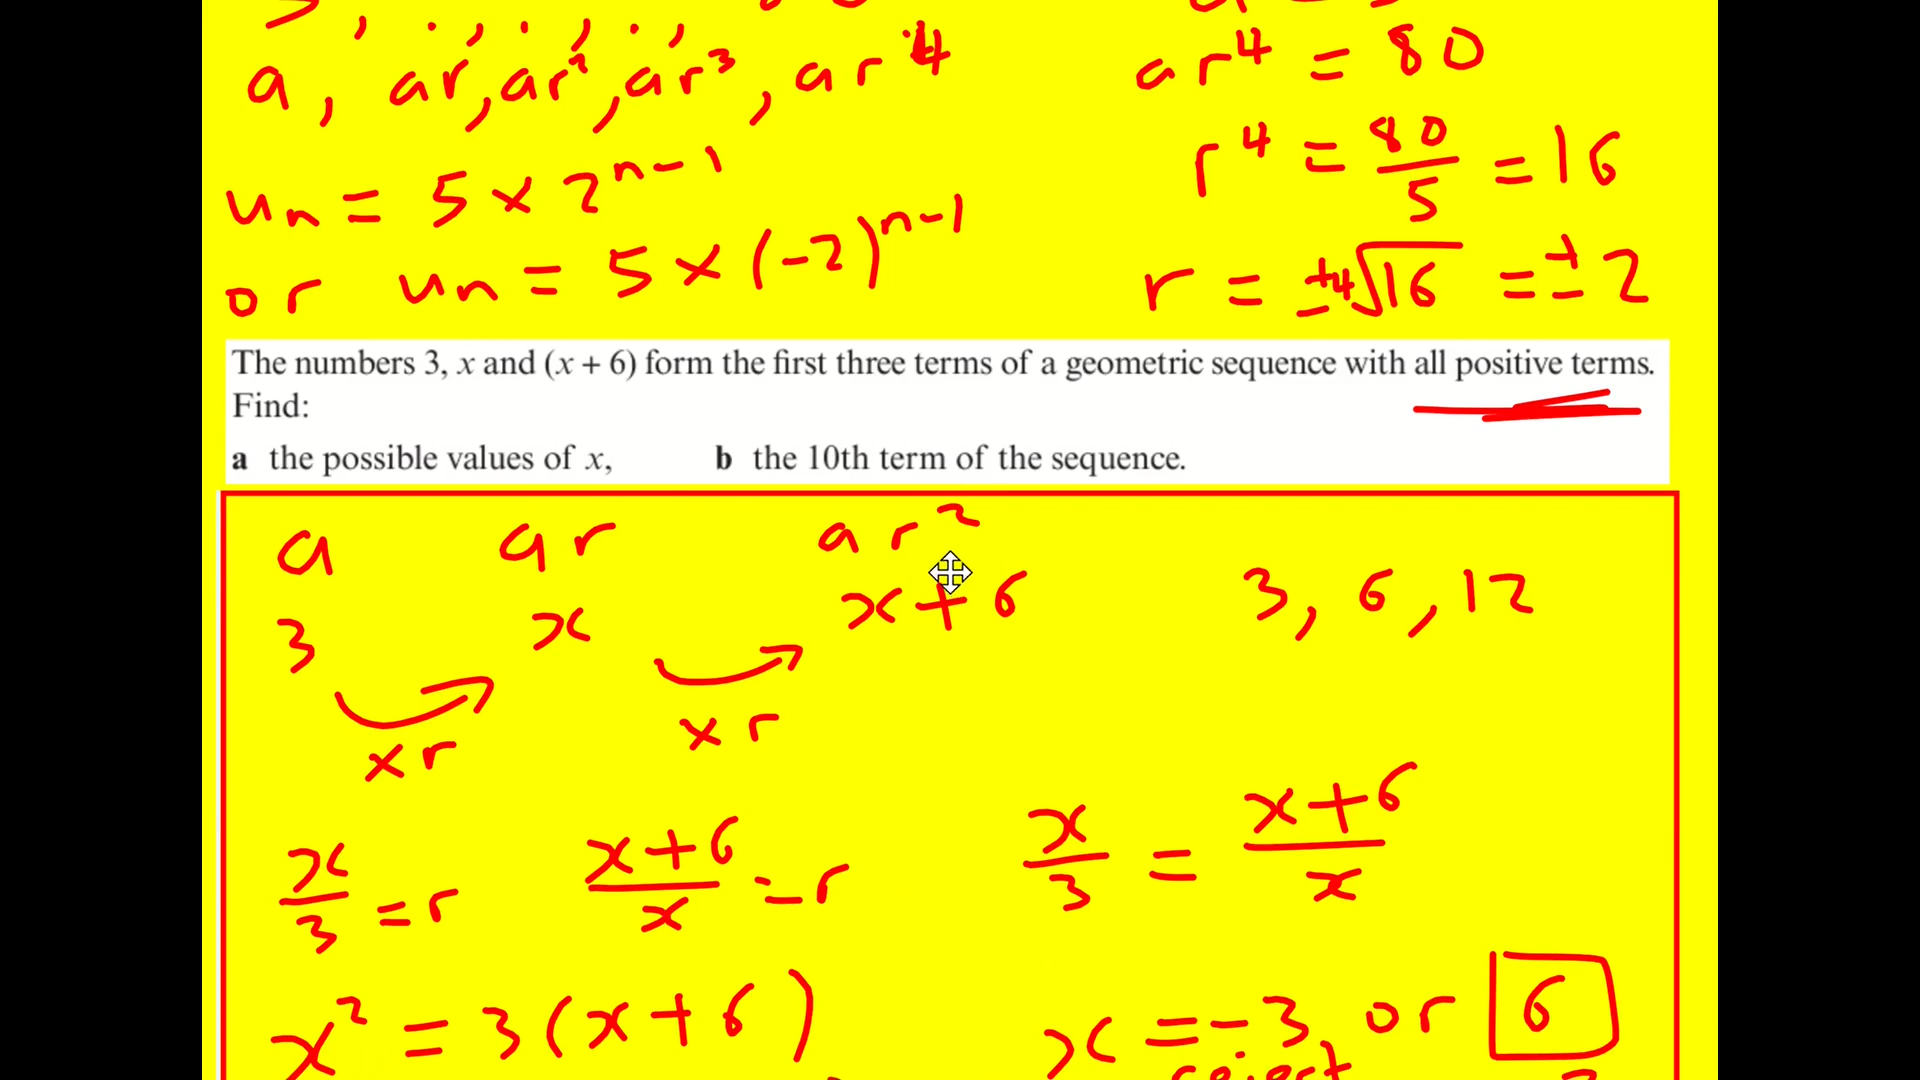 a, ar, ar², ar³, ar⁴
ar⁴ = 80
r⁴ = 80/5 = 16
uₙ = 5 × 2ⁿ⁻¹
or uₙ = 5 × (-2)ⁿ⁻¹
r = ±⁴√16 = ±2
The numbers 3, x and (x + 6) form the first three terms of a geometric sequence with all positive terms.
Find:
a the possible values of x, b the 10th term of the sequence.
a ar ar²
3 x x+6
3, 6, 12
×r ×r
x/3 = r (x+6)/x = r x/3 = (x+6)/x
x² = 3(x+6)
x = -3 or 6
reject